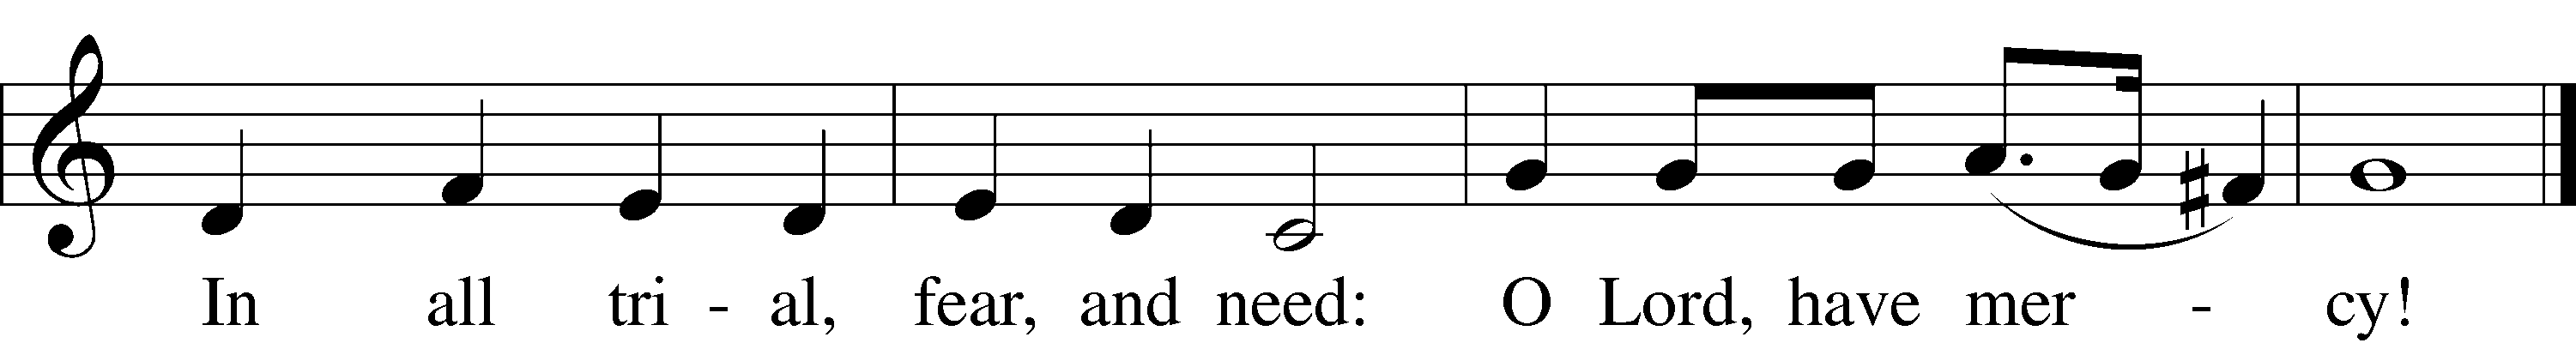 In all tri - al, fear, and need: O Lord, have mer - cy!